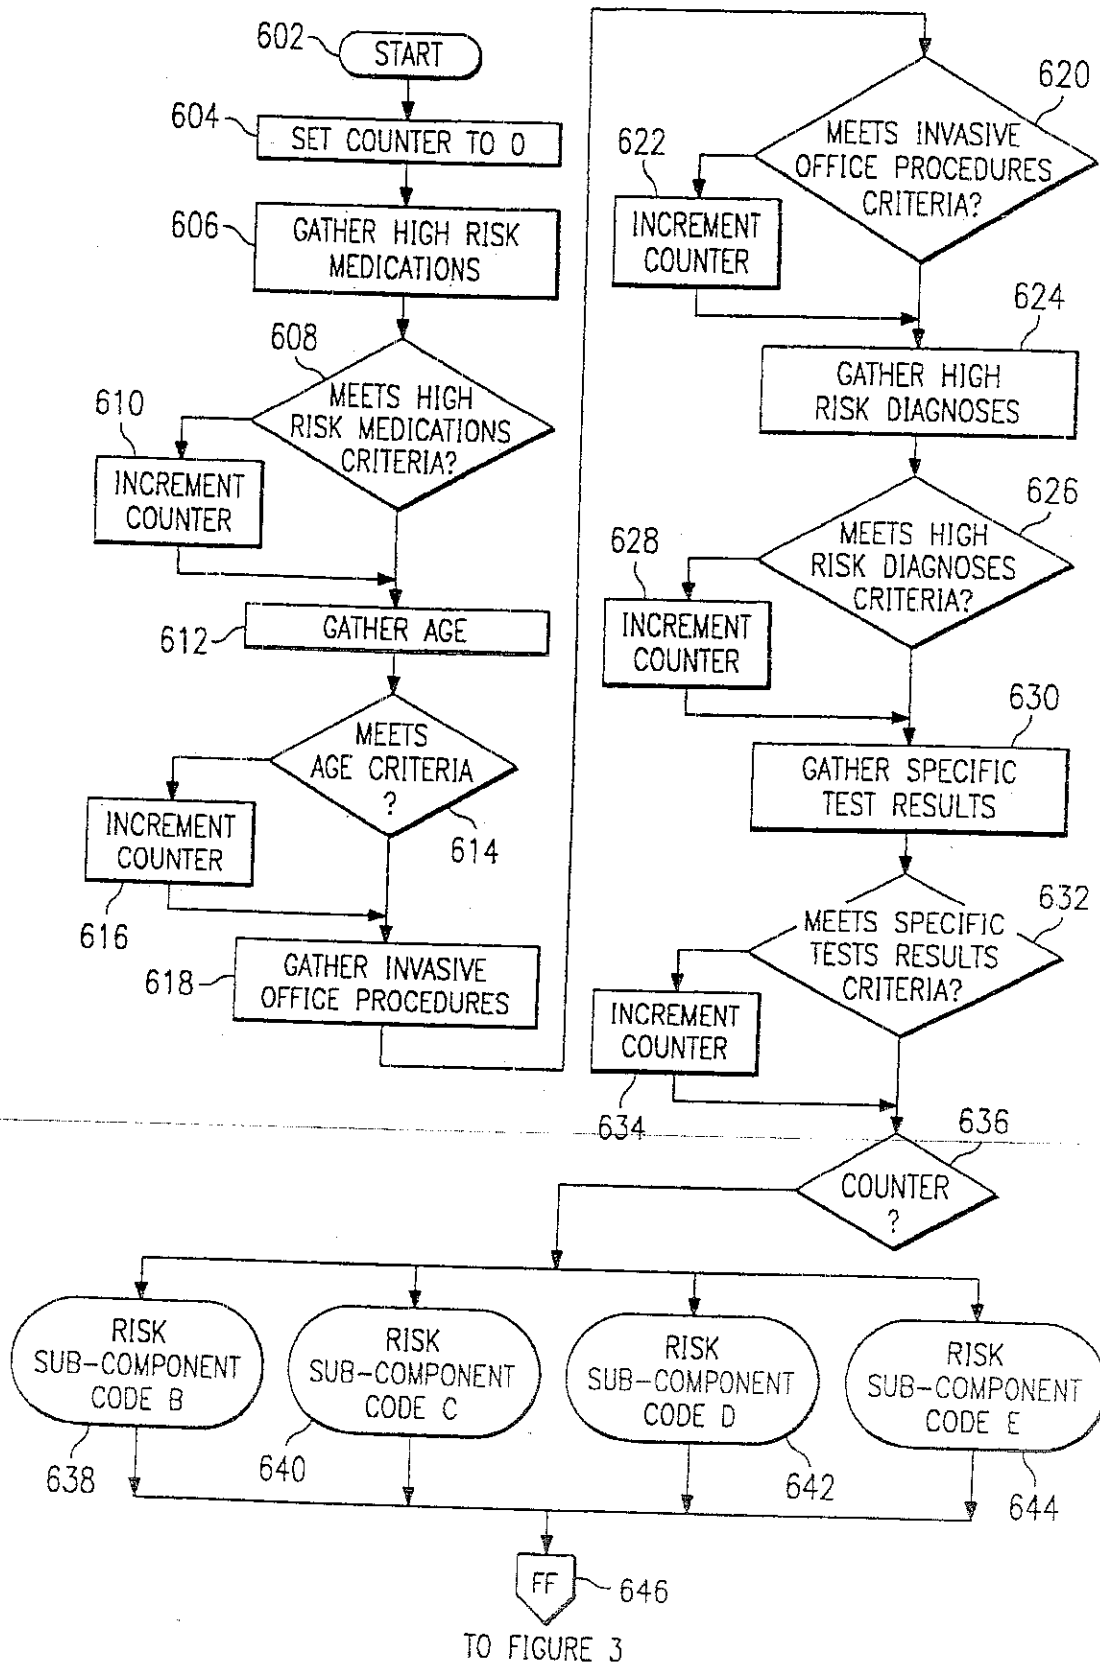 602
START
604
SET COUNTER TO 0
606
GATHER HIGH RISK
MEDICATIONS
608
MEETS HIGH
RISK MEDICATIONS
CRITERIA?
610
INCREMENT
COUNTER
612
GATHER AGE
MEETS
AGE CRITERIA
?
614
INCREMENT
COUNTER
616
618
GATHER INVASIVE
OFFICE PROCEDURES
620
MEETS INVASIVE
OFFICE PROCEDURES
CRITERIA?
622
INCREMENT
COUNTER
624
GATHER HIGH
RISK DIAGNOSES
626
MEETS HIGH
RISK DIAGNOSES
CRITERIA?
628
INCREMENT
COUNTER
630
GATHER SPECIFIC
TEST RESULTS
632
MEETS SPECIFIC
TESTS RESULTS
CRITERIA?
INCREMENT
COUNTER
634
636
COUNTER
?
RISK
SUB-COMPONENT
CODE B
638
RISK
SUB-COMPONENT
CODE C
640
RISK
SUB-COMPONENT
CODE D
642
RISK
SUB-COMPONENT
CODE E
644
FF
646
TO FIGURE 3